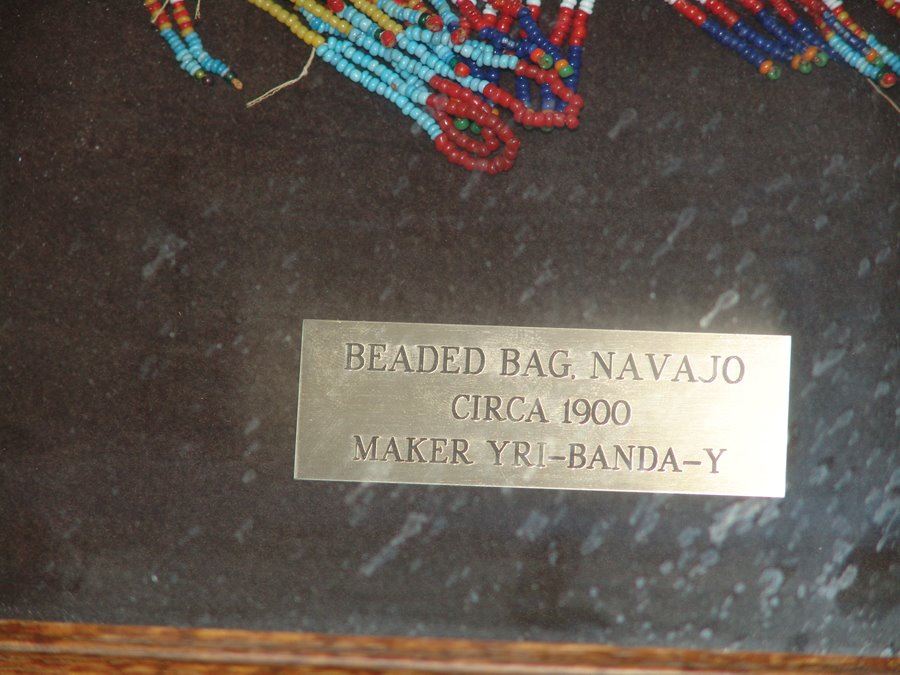 BEADED BAG, NAVAJO
CIRCA 1900
MAKER YRI-BANDA-Y